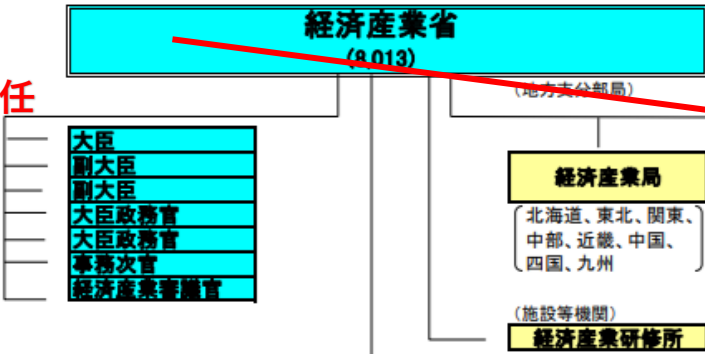 経済産業省
(8,013)
任
(地方支分部局)
大臣
副大臣
副大臣
大臣政務官
大臣政務官
事務次官
経済産業審議官
経済産業局
北海道、東北、関東、
中部、近畿、中国、
四国、九州
(施設等機関)
経済産業研修所